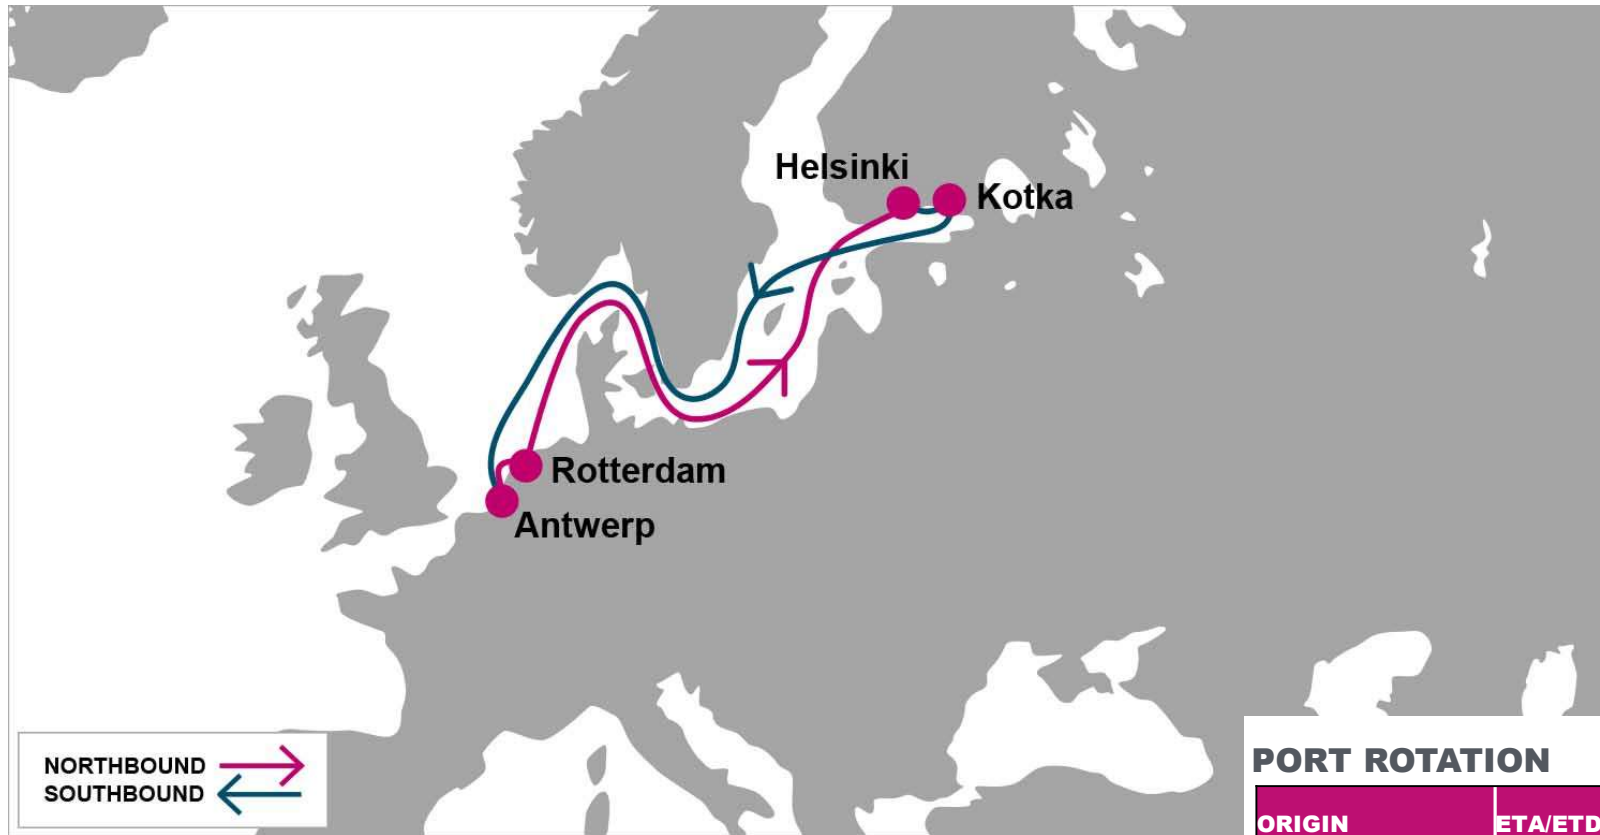 Helsinki
Kotka
Rotterdam
Antwerp
NORTHBOUND
SOUTHBOUND
PORT ROTATION
ORIGIN ETA/ETD